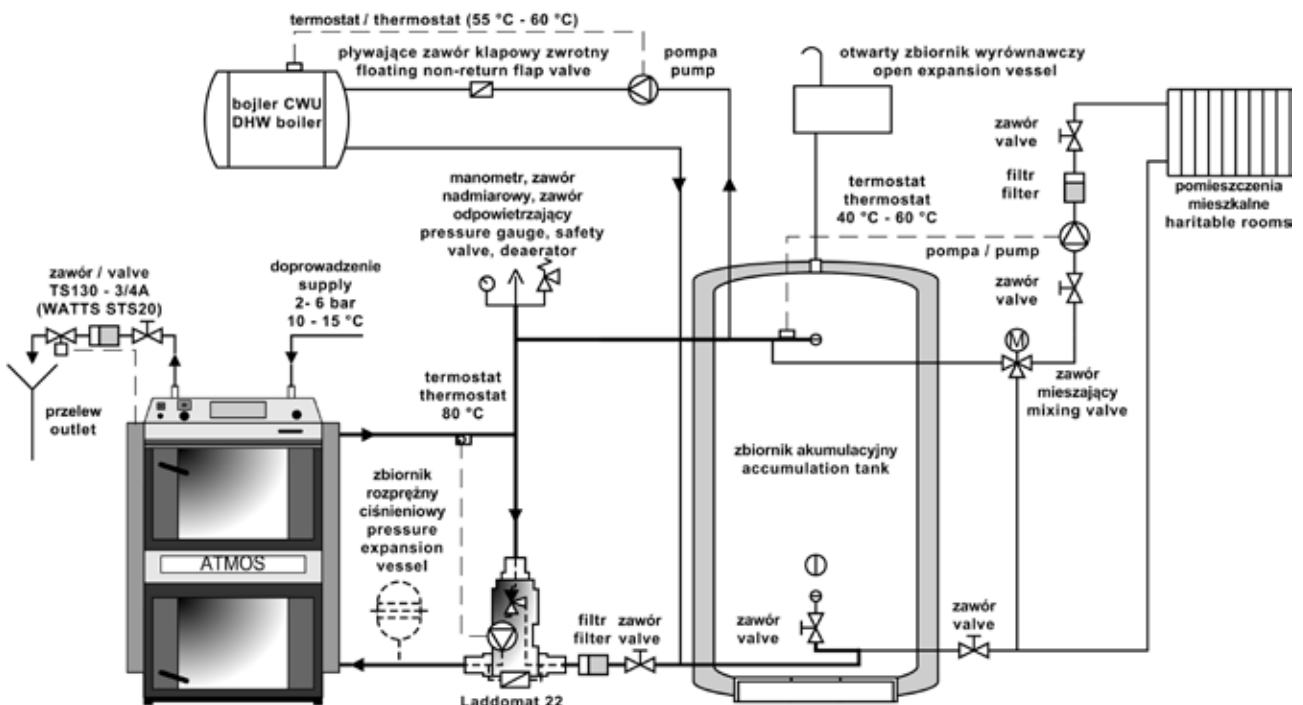 termostat / thermostat (55 °C - 60 °C)
pływające zawór klapowy zwrotny
floating non-return flap valve
pompa
pump
otwarty zbiornik wyrównawczy
open expansion vessel
bojler CWU
DHW boiler
zawór
valve
filtr
filter
pomieszczenia
mieszkalne
haritable rooms
manometr, zawór
nadmiarowy, zawór
odpowietrzający
pressure gauge, safety
valve, deaerator
termostat
thermostat
40 °C - 60 °C
pompa / pump
zawór
valve
zawór / valve
TS130 - 3/4A
(WATTS STS20)
doprowadzenie
supply
2- 6 bar
10 - 15 °C
M
zawór
mieszający
mixing valve
przelew
outlet
termostat
thermostat
80 °C
zbiornik akumulacyjny
accumulation tank
zbiornik
rozprężny
ciśnieniowy
pressure
expansion
vessel
ATMOS
filtr
filter
zawór
valve
zawór
valve
zawór
valve
Laddomat 22